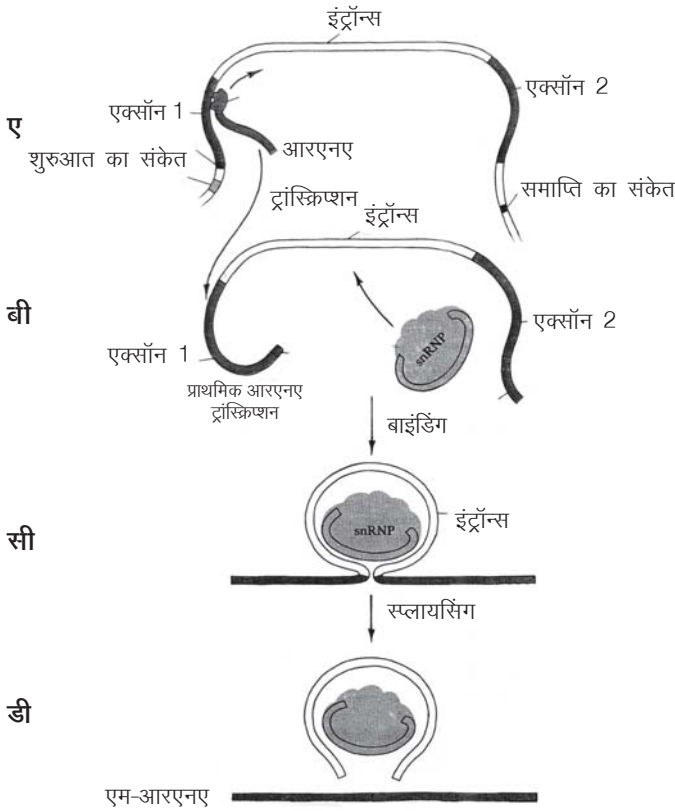 इंट्रॉन्स
एक्सॉन 2
एक्सॉन 1
ए
आरएनए
शुरुआत का संकेत
समाप्ति का संकेत
ट्रांस्क्रिप्शन
इंट्रॉन्स
बी
snRNP
एक्सॉन 2
एक्सॉन 1
प्राथमिक आरएनए
ट्रांस्क्रिप्शन
बाइंडिंग
सी
snRNP
इंट्रॉन्स
स्प्लायसिंग
डी
एम-आरएनए